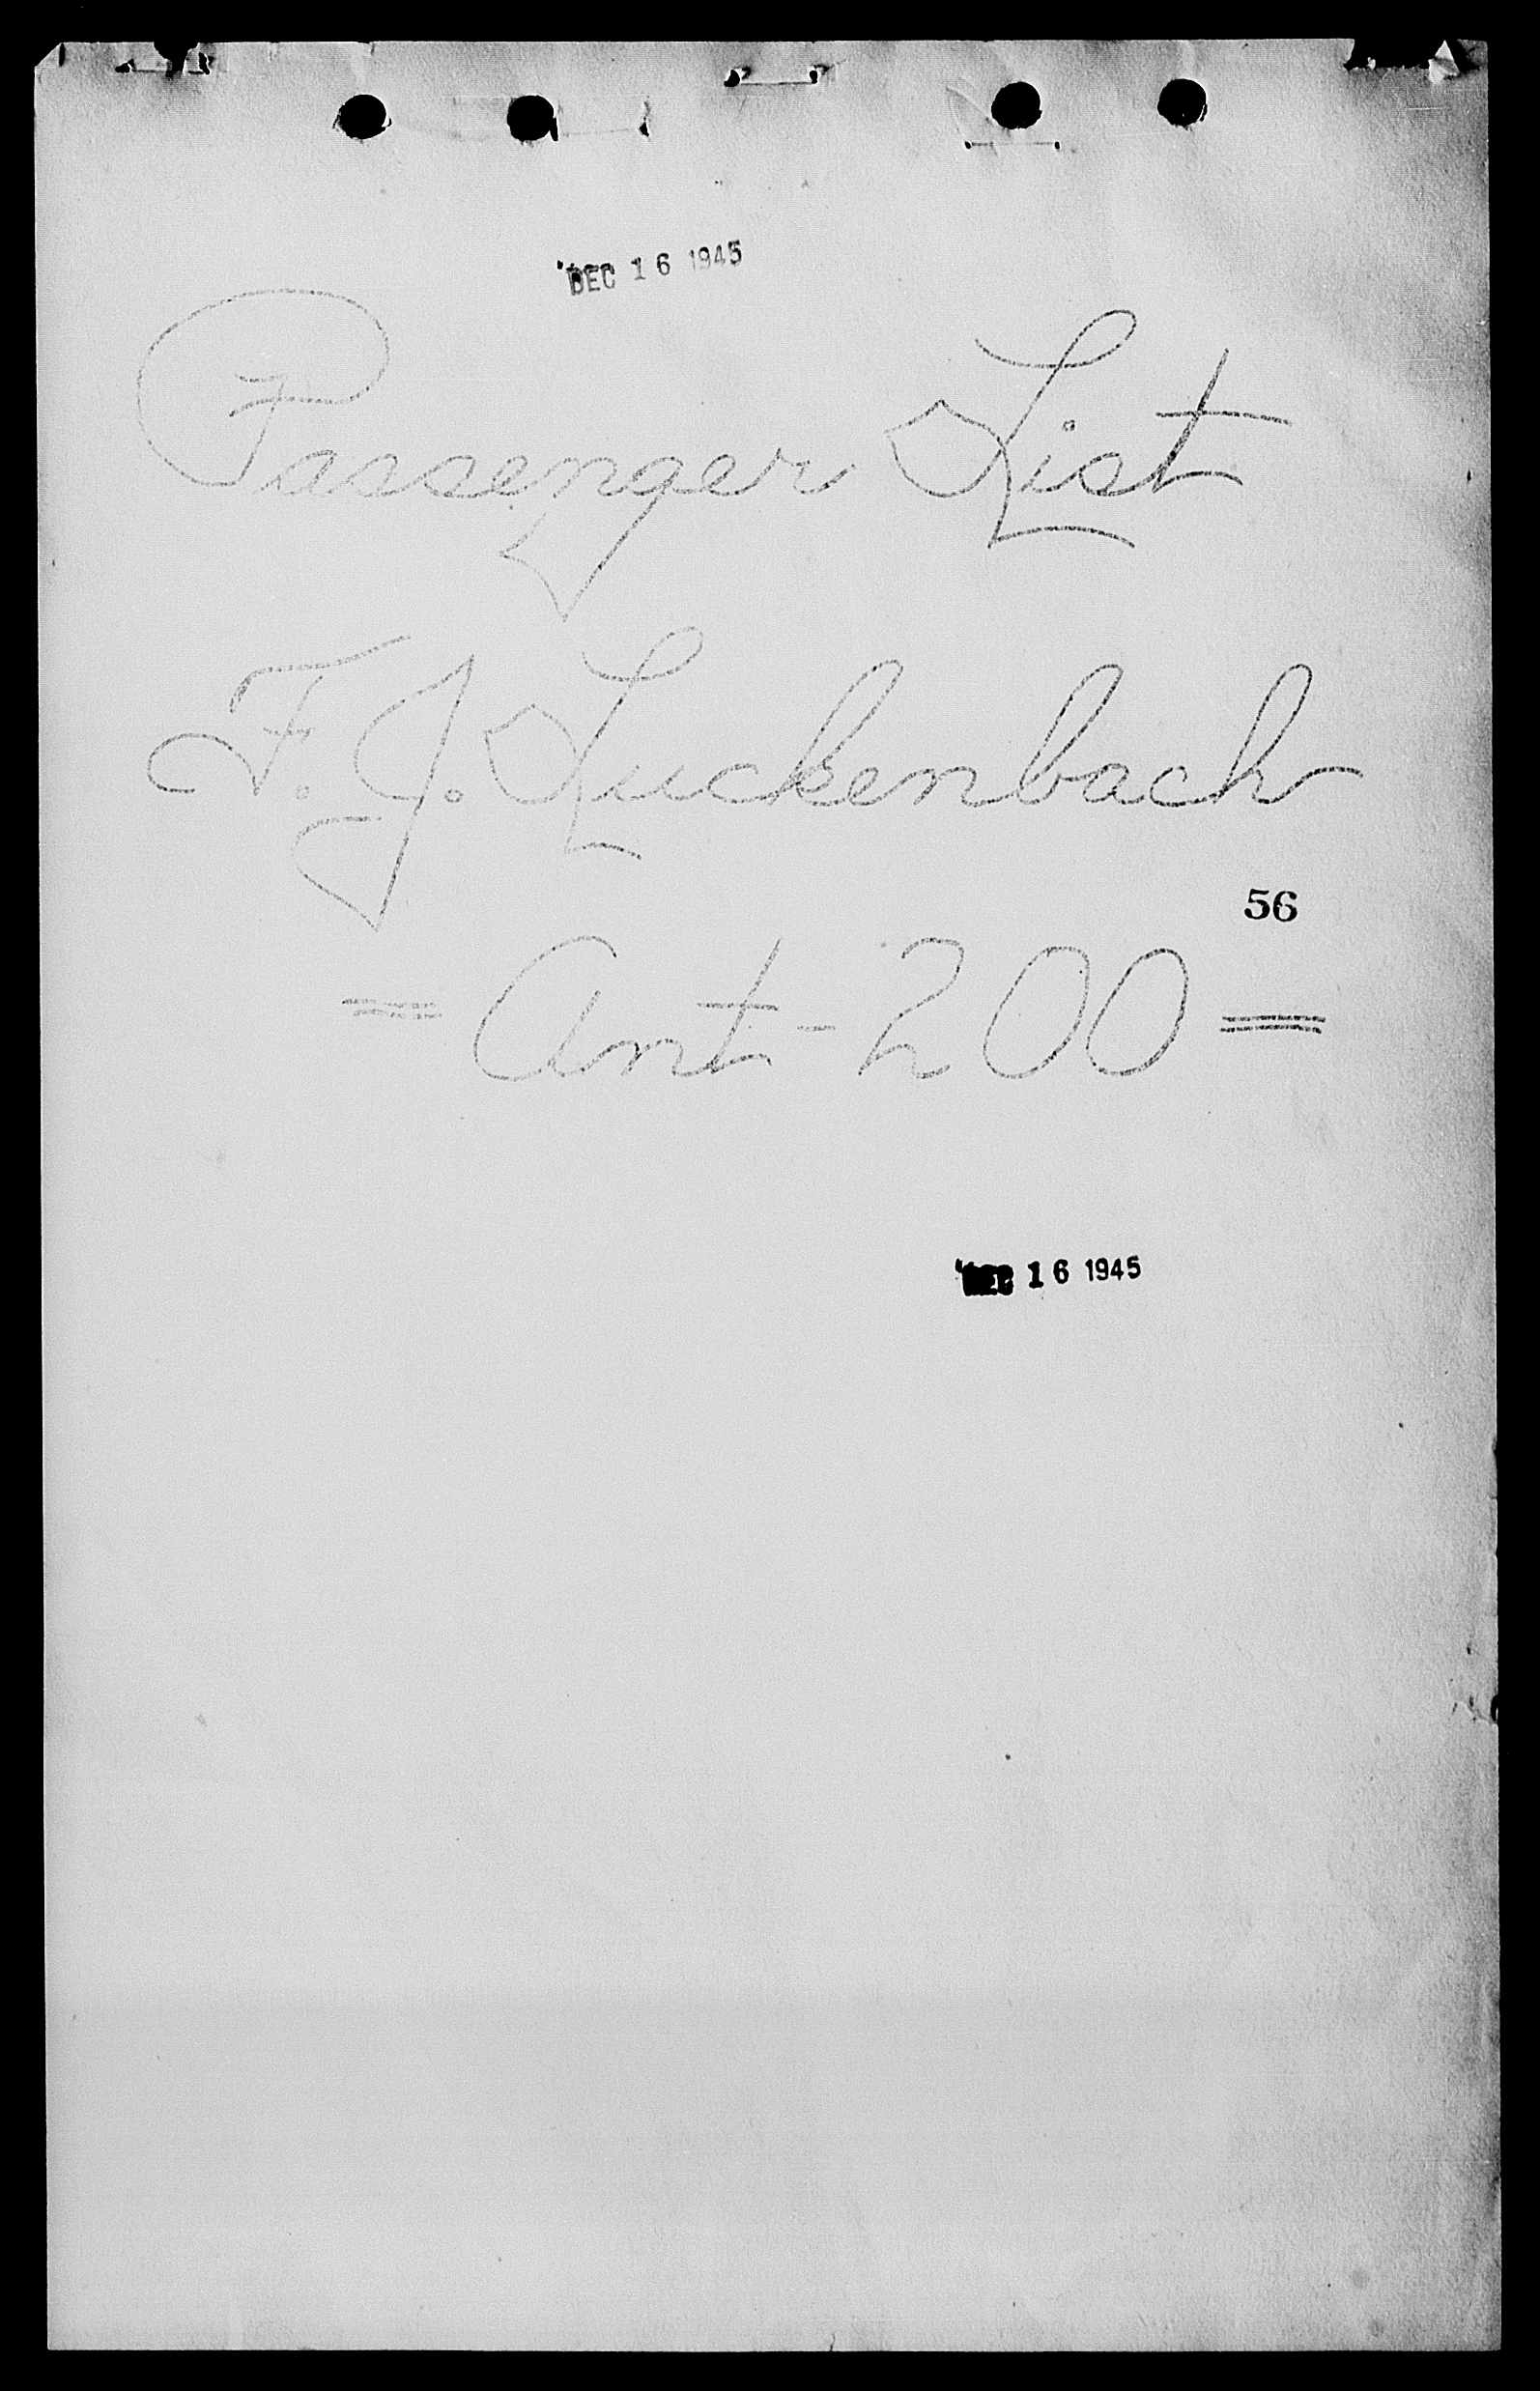 DEC 16 1945
Passenger List
F. J. Luckenbach
56
= Ant - 200 =
DEC 16 1945